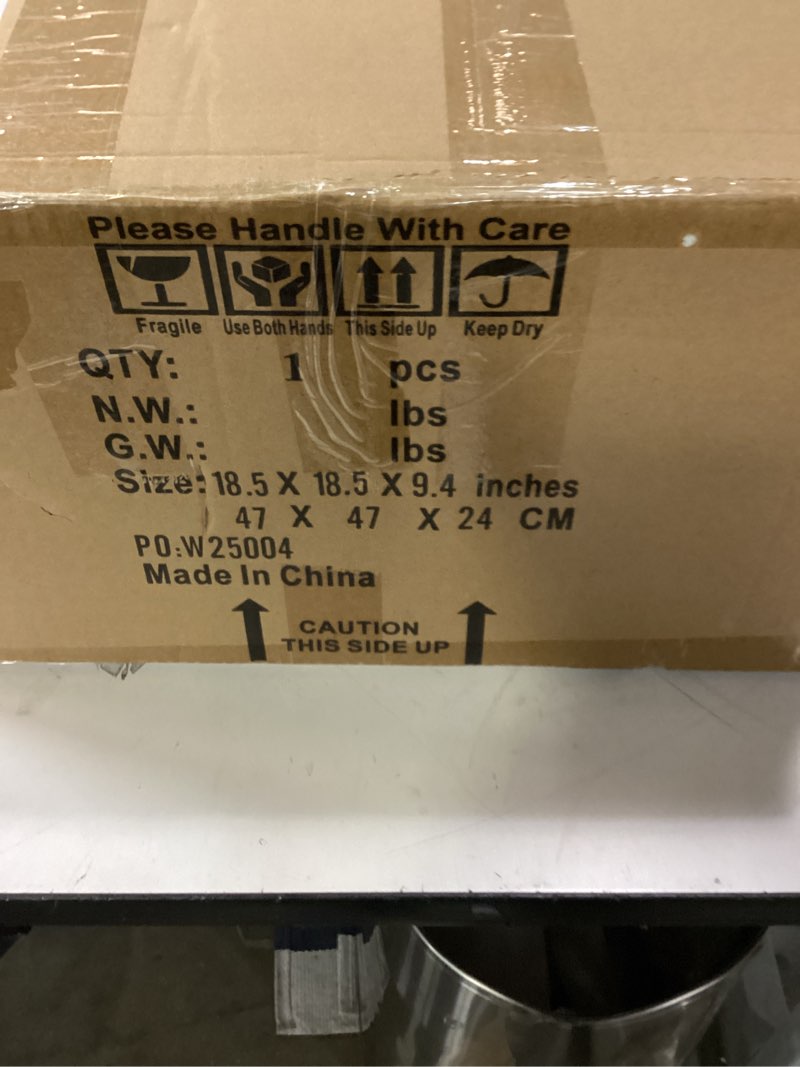 Please Handle With Care
Fragile Use Both Hands This Side Up Keep Dry
QTY: 1 pcs
N.W.: lbs
G.W.: lbs
Size: 18.5 X 18.5 X 9.4 inches
47 X 47 X 24 CM
PO:W25004
Made In China
CAUTION
THIS SIDE UP